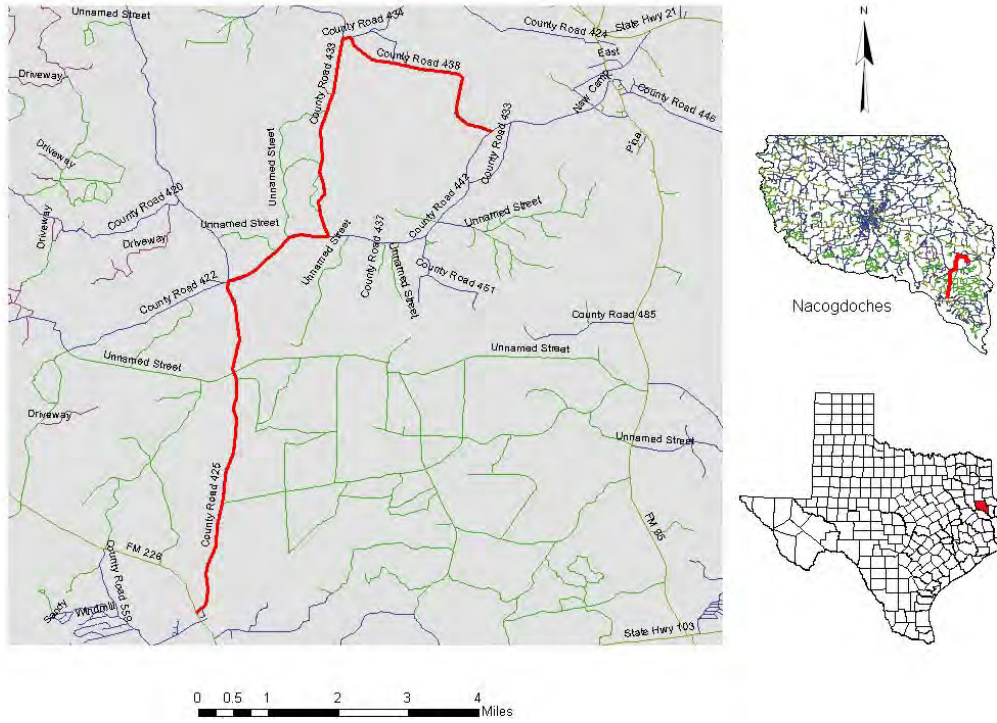 Unnamed Street
County Road 434
County Road 424
State Hwy 21
N
Driveway
County Road 433
County Road 438
East
New Camp
County Road 446
County Road 433
Pina
Driveway
Unnamed Street
County Road 420
Driveway
Driveway
Unnamed Street
Unnamed Street
County Road 437
County Road 442
Unnamed Street
Unnamed Street
County Road 451
County Road 422
County Road 485
Nacogdoches
Unnamed Street
Unnamed Street
Driveway
Unnamed Street
County Road 425
FM 95
FM 226
County Road 559
Sandy
Windmill
State Hwy 103
0 0.5 1 2 3 4
Miles